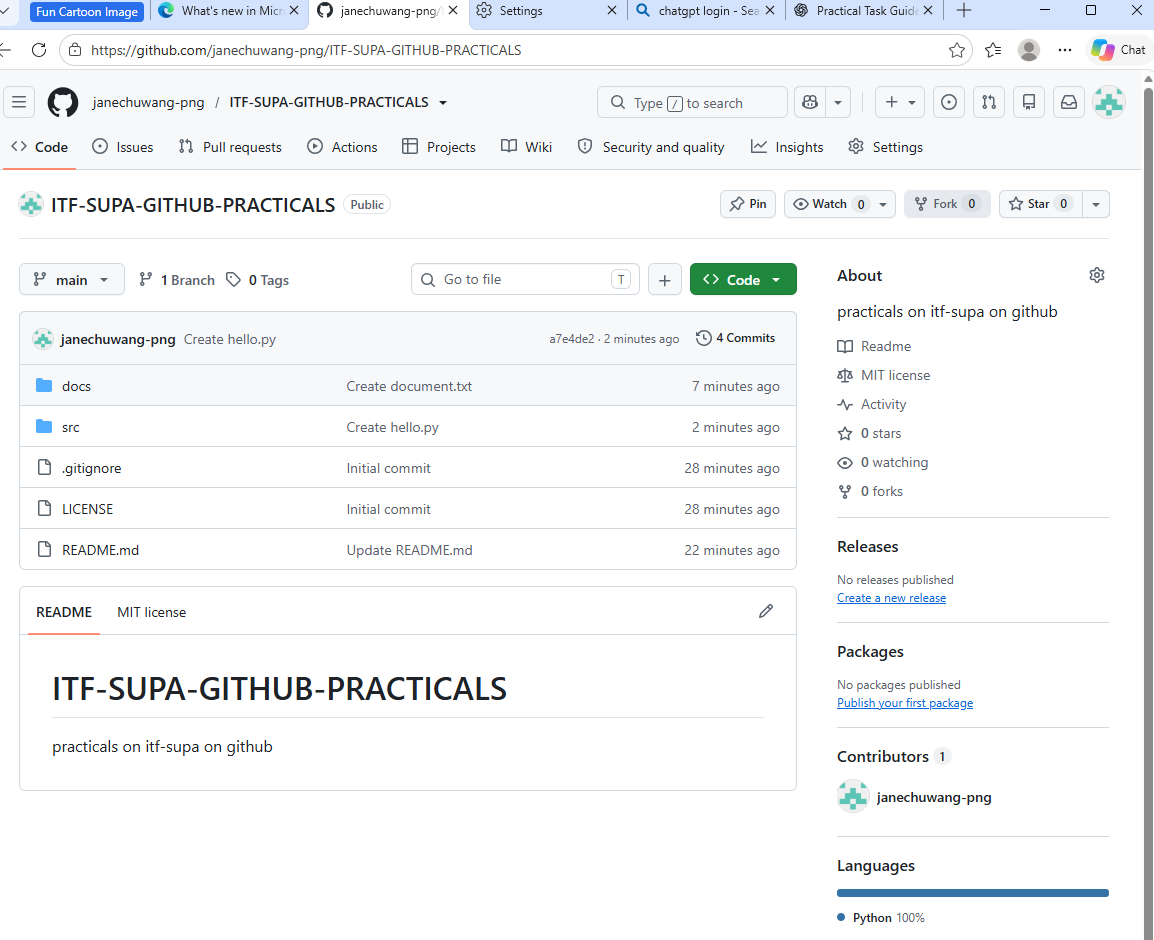 Fun Cartoon Image
What's new in Micr
janechuwang-png/I
Settings
chatgpt login - Sea
Practical Task Guide
https://github.com/janechuwang-png/ITF-SUPA-GITHUB-PRACTICALS
Chat
janechuwang-png / ITF-SUPA-GITHUB-PRACTICALS
Type / to search
Code
Issues
Pull requests
Actions
Projects
Wiki
Security and quality
Insights
Settings
ITF-SUPA-GITHUB-PRACTICALS Public
Pin
Watch 0
Fork 0
Star 0
main
1 Branch
0 Tags
Go to file T
Code
janechuwang-png Create hello.py a7e4de2 · 2 minutes ago 4 Commits
docs Create document.txt 7 minutes ago
src Create hello.py 2 minutes ago
.gitignore Initial commit 28 minutes ago
LICENSE Initial commit 28 minutes ago
README.md Update README.md 22 minutes ago
README MIT license
ITF-SUPA-GITHUB-PRACTICALS
practicals on itf-supa on github
About
practicals on itf-supa on github
Readme
MIT license
Activity
0 stars
0 watching
0 forks
Releases
No releases published
Create a new release
Packages
No packages published
Publish your first package
Contributors 1
janechuwang-png
Languages
Python 100%